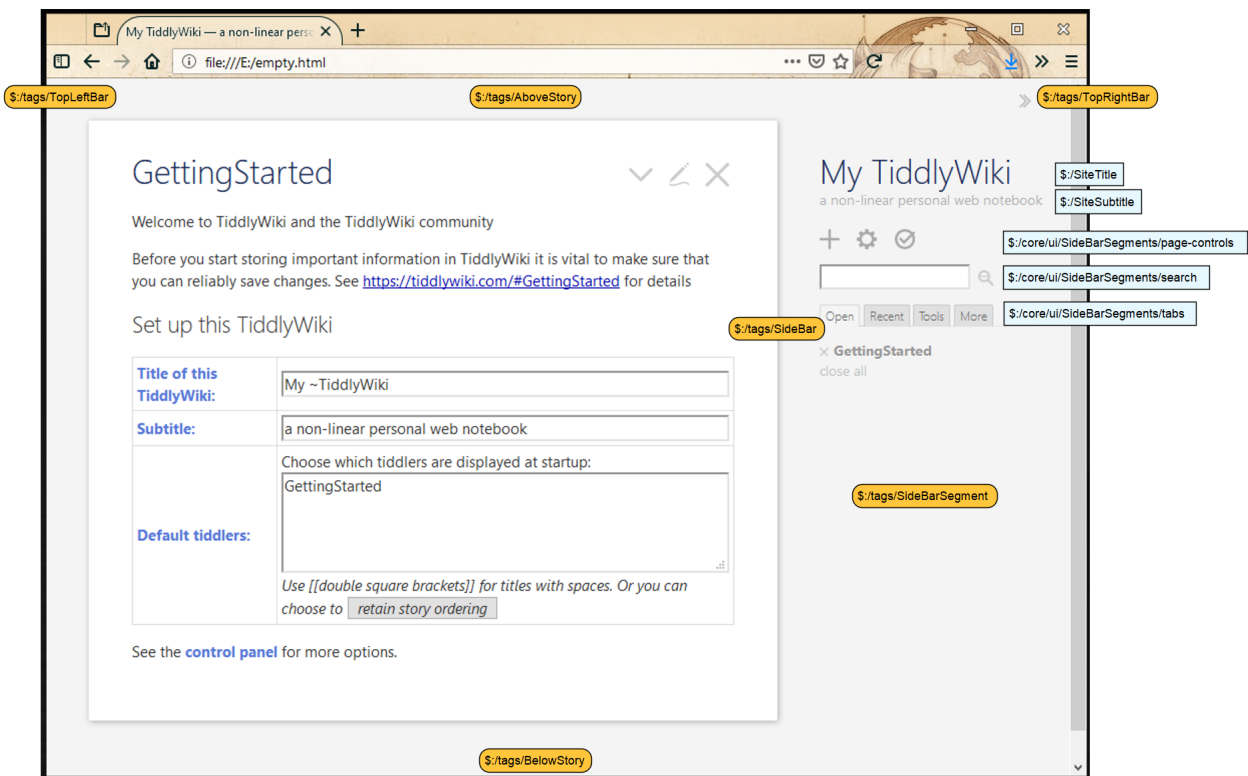 My TiddlyWiki — a non-linear pers
file:///E:/empty.html
$:/tags/TopLeftBar
$:/tags/AboveStory
$:/tags/TopRightBar
GettingStarted
Welcome to TiddlyWiki and the TiddlyWiki community
Before you start storing important information in TiddlyWiki it is vital to make sure that
you can reliably save changes. See https://tiddlywiki.com/#GettingStarted for details
Set up this TiddlyWiki
Title of this
TiddlyWiki:
My ~TiddlyWiki
Subtitle:
a non-linear personal web notebook
Default tiddlers:
Choose which tiddlers are displayed at startup:
GettingStarted
Use [[double square brackets]] for titles with spaces. Or you can
choose to retain story ordering
See the control panel for more options.
My TiddlyWiki
$:/SiteTitle
a non-linear personal web notebook
$:/SiteSubtitle
$:/core/ui/SideBarSegments/page-controls
$:/core/ui/SideBarSegments/search
$:/tags/SideBar
Open Recent Tools More
$:/core/ui/SideBarSegments/tabs
× GettingStarted
close all
$:/tags/SideBarSegment
$:/tags/BelowStory